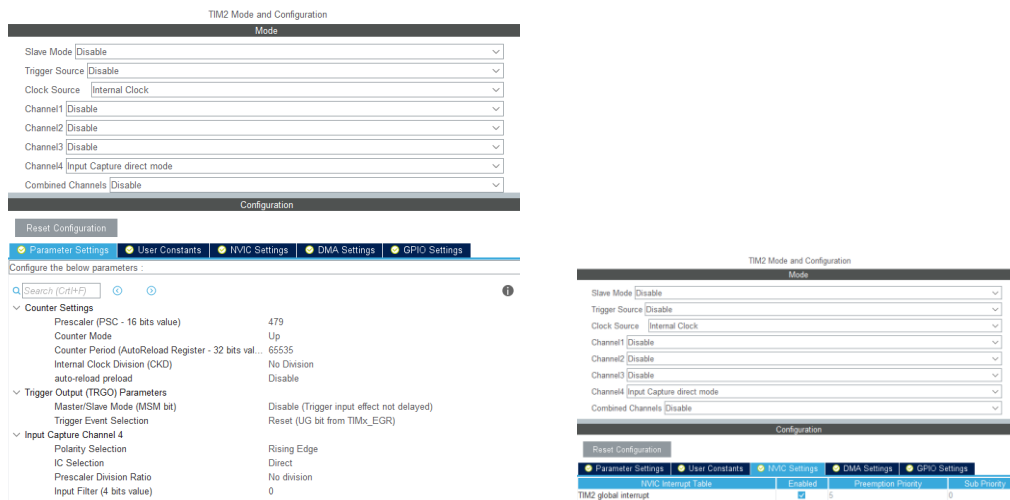 TIM2 Mode and Configuration
Mode
Slave Mode Disable
Trigger Source Disable
Clock Source Internal Clock
Channel1 Disable
Channel2 Disable
Channel3 Disable
Channel4 Input Capture direct mode
Combined Channels Disable
Configuration
Reset Configuration
Parameter Settings User Constants NVIC Settings DMA Settings GPIO Settings
Configure the below parameters :
Search (Crtl+F)
Counter Settings
Prescaler (PSC - 16 bits value) 479
Counter Mode Up
Counter Period (AutoReload Register - 32 bits val... 65535
Internal Clock Division (CKD) No Division
auto-reload preload Disable
Trigger Output (TRGO) Parameters
Master/Slave Mode (MSM bit) Disable (Trigger input effect not delayed)
Trigger Event Selection Reset (UG bit from TIMx_EGR)
Input Capture Channel 4
Polarity Selection Rising Edge
IC Selection Direct
Prescaler Division Ratio No division
Input Filter (4 bits value) 0
TIM2 Mode and Configuration
Mode
Slave Mode Disable
Trigger Source Disable
Clock Source Internal Clock
Channel1 Disable
Channel2 Disable
Channel3 Disable
Channel4 Input Capture direct mode
Combined Channels Disable
Configuration
Reset Configuration
Parameter Settings User Constants NVIC Settings DMA Settings GPIO Settings
NVIC Interrupt Table Enabled Preemption Priority Sub Priority
TIM2 global interrupt 5 0